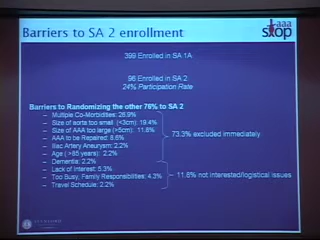 Barriers to SA 2 enrollment
aaa
stop
399 Enrolled in SA 1A
96 Enrolled in SA 2
24% Participation Rate
Barriers to Randomizing the other 76% to SA 2
– Multiple Co-Morbidities: 26.9%
– Size of aorta too small (<3cm): 19.4%
– Size of AAA too large (>5cm): 11.8%
– AAA to be Repaired: 8.6%
– Iliac Artery Aneurysm: 2.2%
– Age (>85 years): 2.2%
– Dementia: 2.2%
– Lack of Interest: 5.3%
– Too Busy; Family Responsibilities: 4.3%
– Travel Schedule: 2.2%
73.3% excluded immediately
11.8% not interested/logistical issues